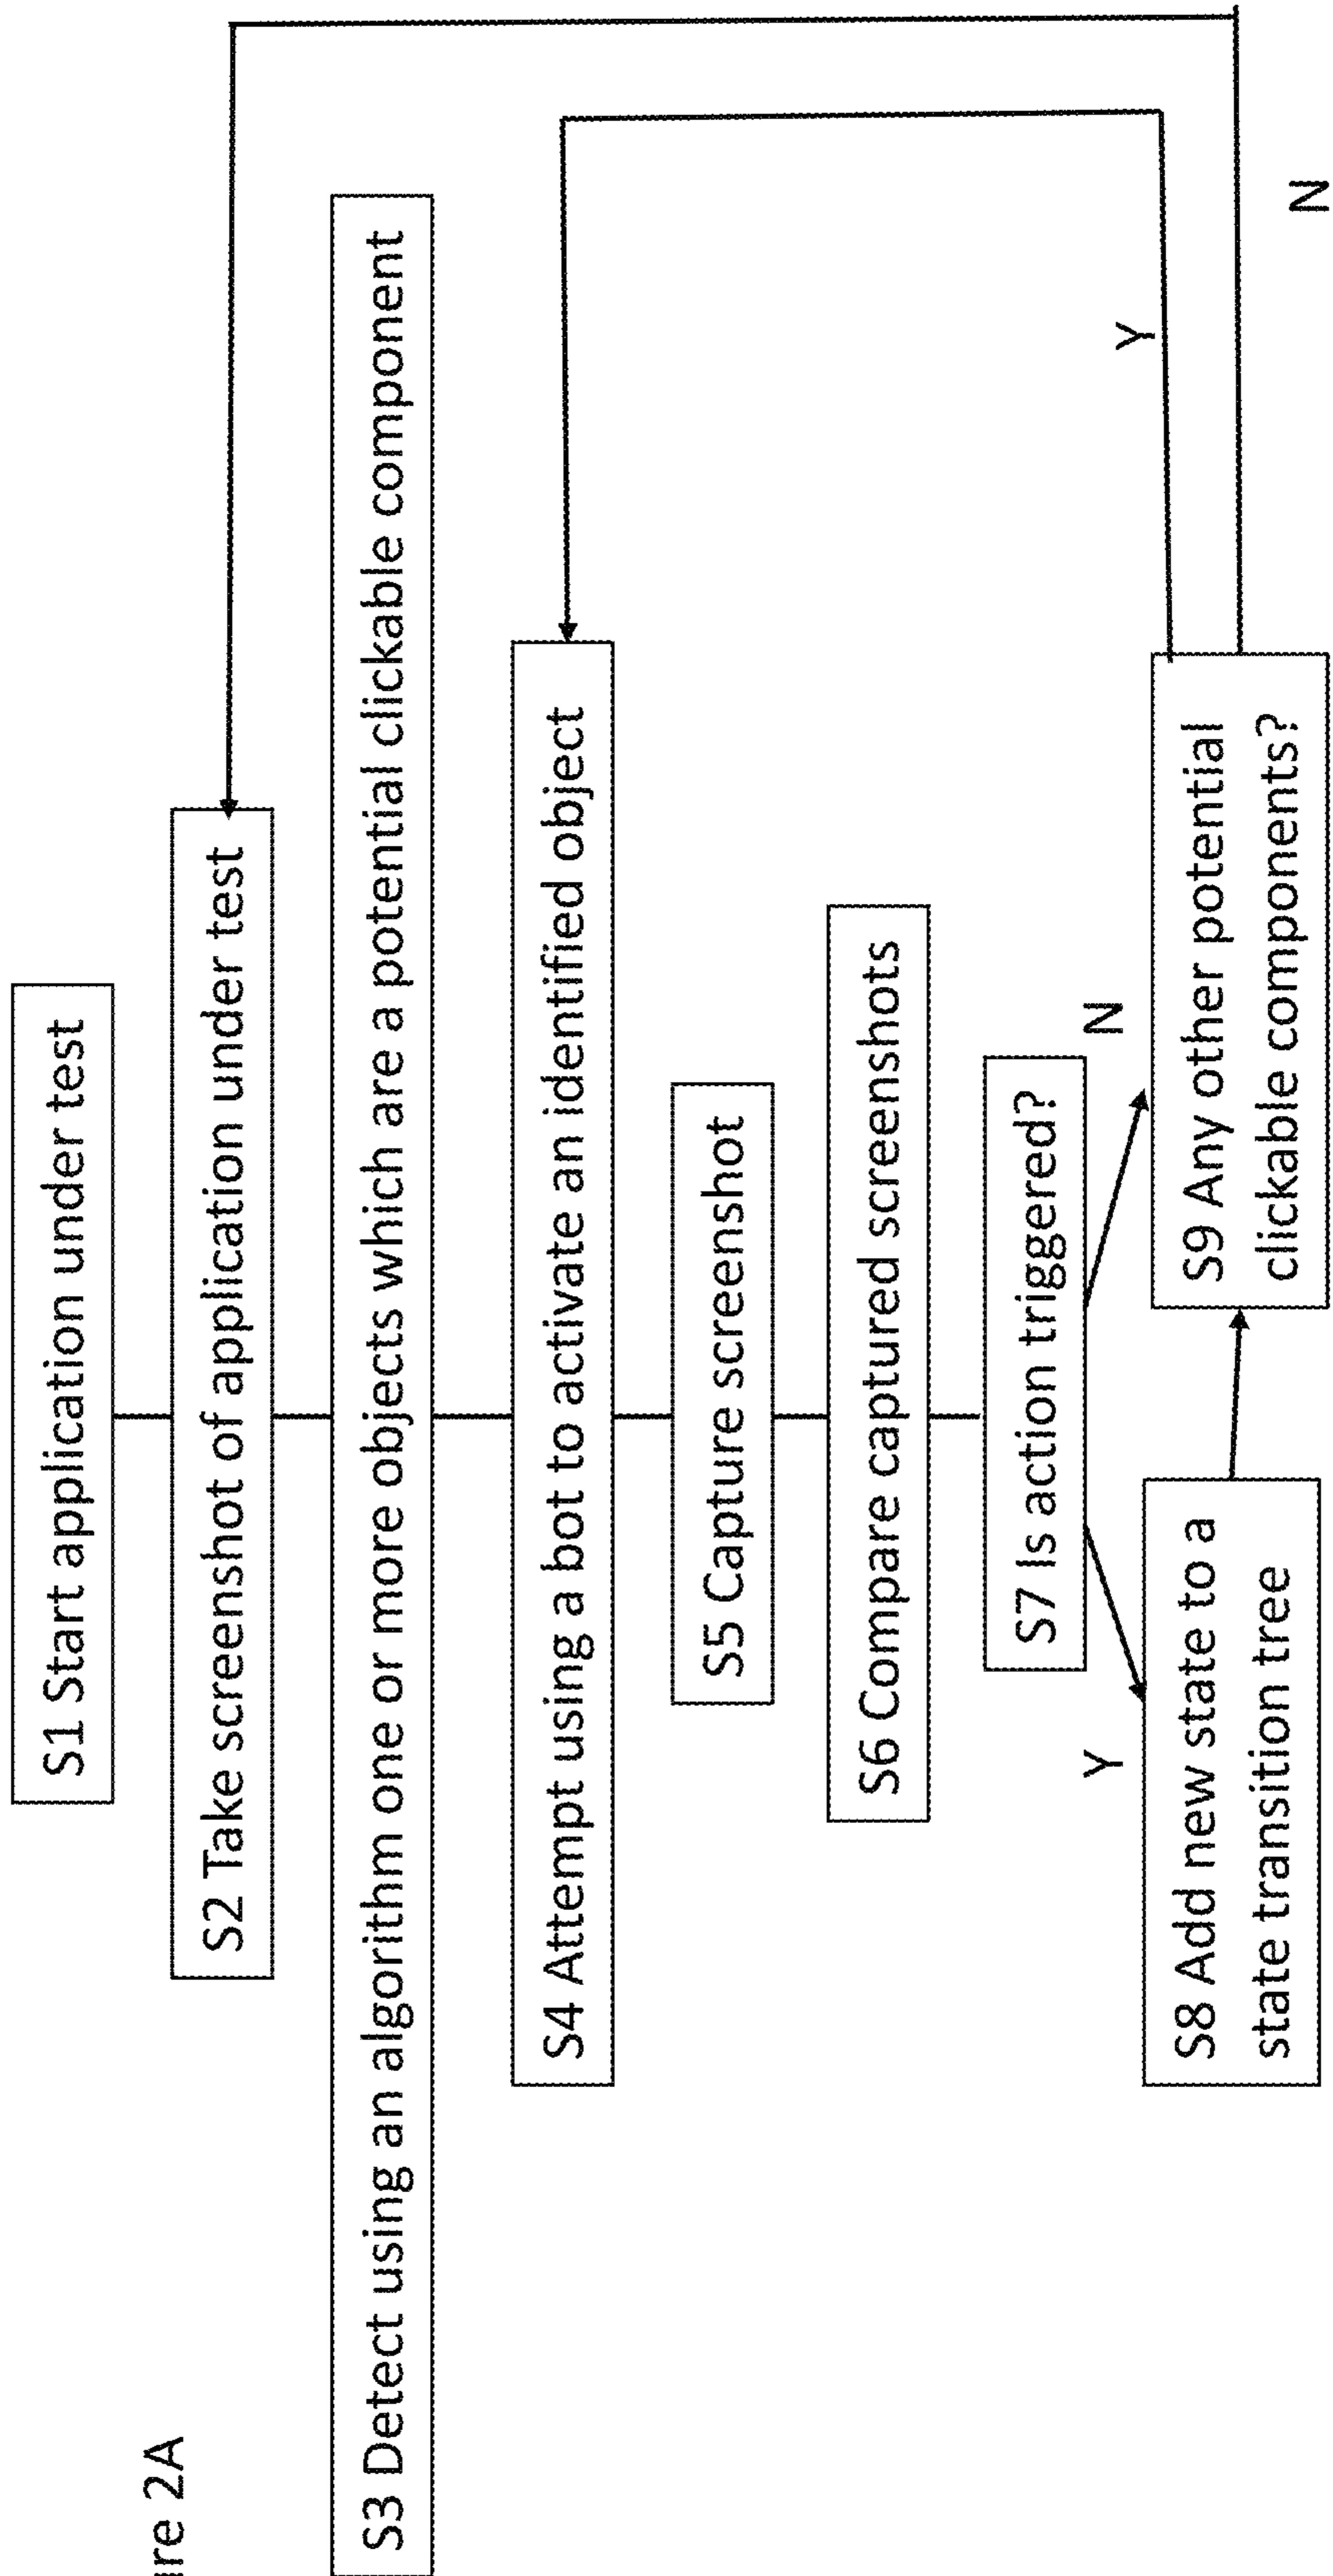 S1 Start application under test
S2 Take screenshot of application under test
S3 Detect using an algorithm one or more objects which are a potential clickable component
S4 Attempt using a bot to activate an identified object
S5 Capture screenshot
S6 Compare captured screenshots
S7 Is action triggered?
Y
N
S8 Add new state to a
state transition tree
S9 Any other potential
clickable components?
Y
N
2A